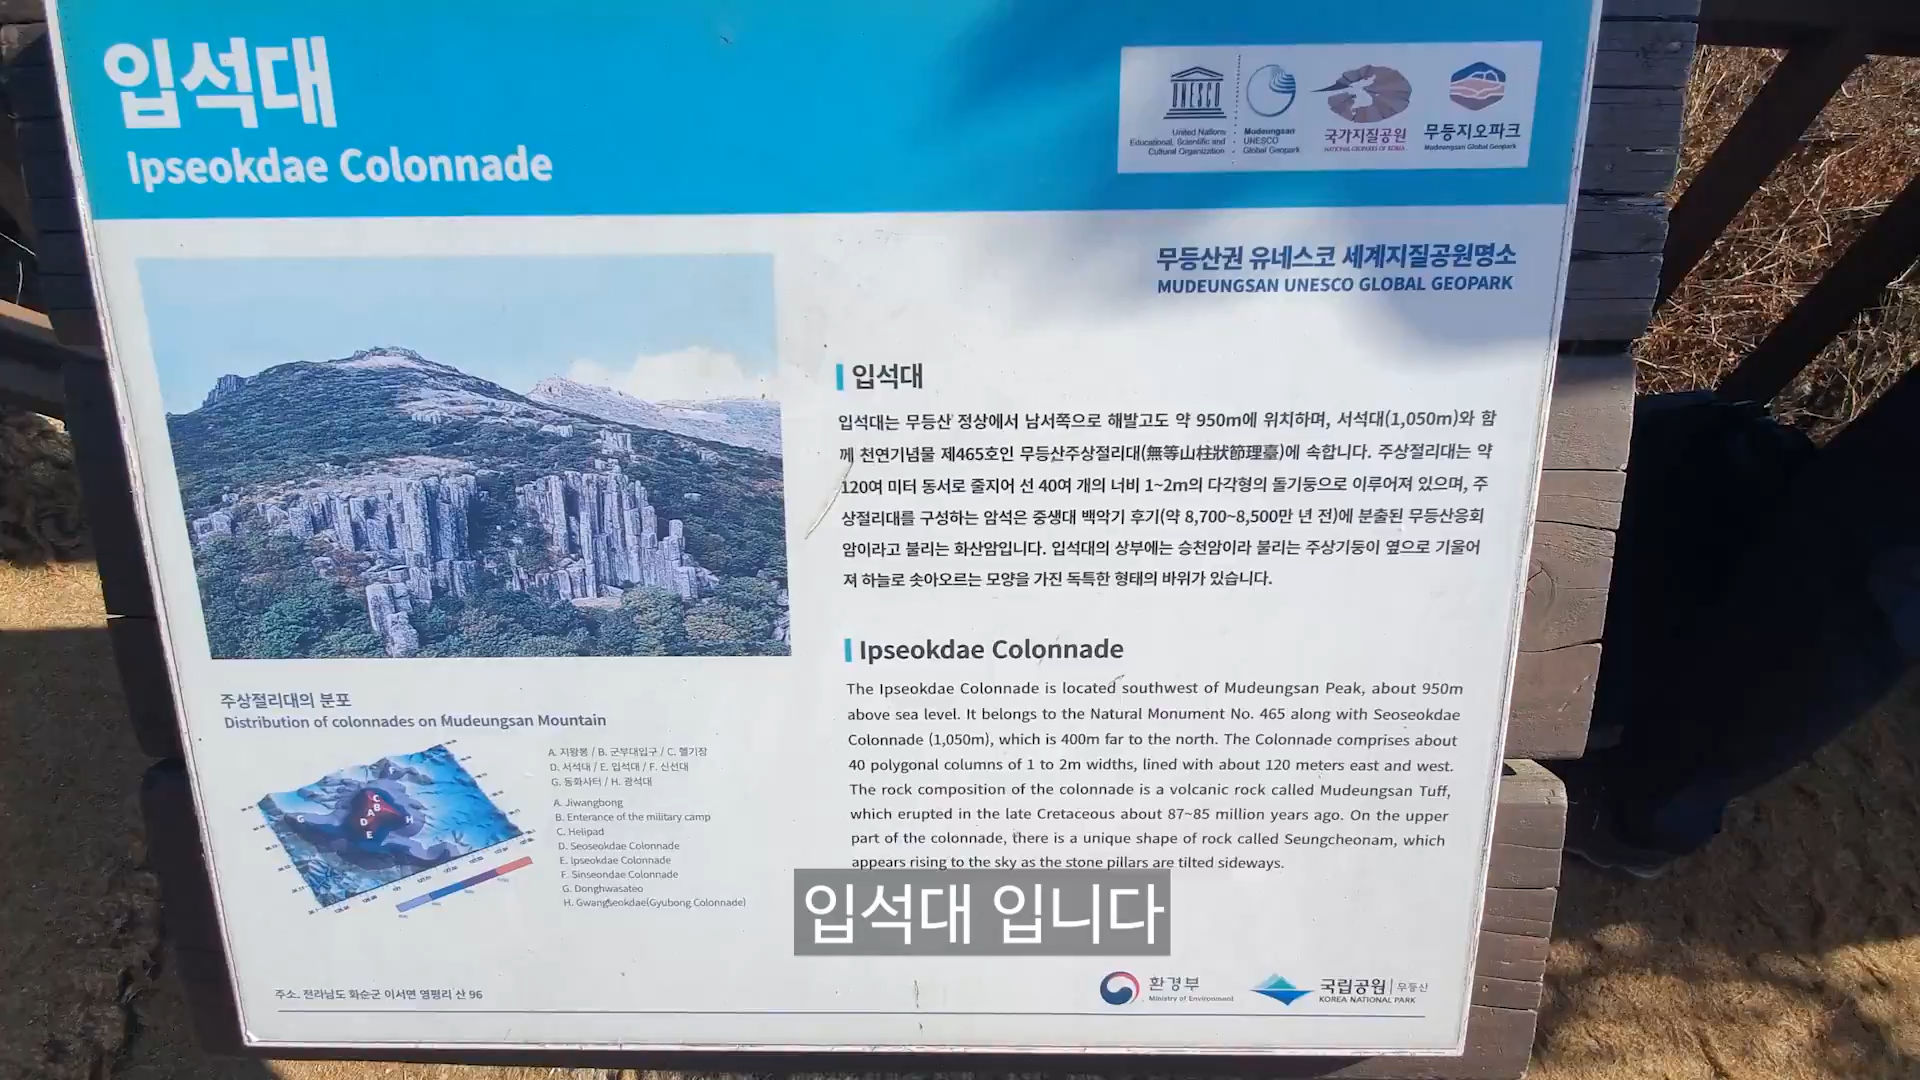 입석대
Ipseokdae Colonnade
UNESCO
United Nations
Educational, Scientific and
Cultural Organization
Mudeungsan
UNESCO
Global Geopark
국가지질공원
NATIONAL GEOPARKS OF KOREA
무등지오파크
Mudeungsan Global Geopark
무등산권 유네스코 세계지질공원명소
MUDEUNGSAN UNESCO GLOBAL GEOPARK
입석대
입석대는 무등산 정상에서 남서쪽으로 해발고도 약 950m에 위치하며, 서석대(1,050m)와 함
께 천연기념물 제465호인 무등산주상절리대(無等山柱狀節理臺)에 속합니다. 주상절리대는 약
120여 미터 동서로 줄지어 선 40여 개의 너비 1~2m의 다각형의 돌기둥으로 이루어져 있으며, 주
상절리대를 구성하는 암석은 중생대 백악기 후기(약 8,700~8,500만 년 전)에 분출된 무등산응회
암이라고 불리는 화산암입니다. 입석대의 상부에는 승천암이라 불리는 주상기둥이 옆으로 기울어
져 하늘로 솟아오르는 모양을 가진 독특한 형태의 바위가 있습니다.
Ipseokdae Colonnade
The Ipseokdae Colonnade is located southwest of Mudeungsan Peak, about 950m
above sea level. It belongs to the Natural Monument No. 465 along with Seoseokdae
Colonnade (1,050m), which is 400m far to the north. The Colonnade comprises about
40 polygonal columns of 1 to 2m widths, lined with about 120 meters east and west.
The rock composition of the colonnade is a volcanic rock called Mudeungsan Tuff,
which erupted in the late Cretaceous about 87~85 million years ago. On the upper
part of the colonnade, there is a unique shape of rock called Seungcheonam, which
appears rising to the sky as the stone pillars are tilted sideways.
주상절리대의 분포
Distribution of colonnades on Mudeungsan Mountain
A. 지왕봉 / B. 군부대입구 / C. 헬기장
D. 서석대 / E. 입석대 / F. 신선대
G. 동화사터 / H. 광석대
A. Jiwangbong
B. Enterance of the military camp
C. Helipad
D. Seoseokdae Colonnade
E. Ipseokdae Colonnade
F. Sinseondae Colonnade
G. Donghwasateo
H. Gwangseokdae(Gyubong Colonnade)
G
C
B
A
D
H
E
입석대 입니다
주소. 전라남도 화순군 이서면 영평리 산 96
환경부
Ministry of Environment
국립공원 | 무등산
KOREA NATIONAL PARK